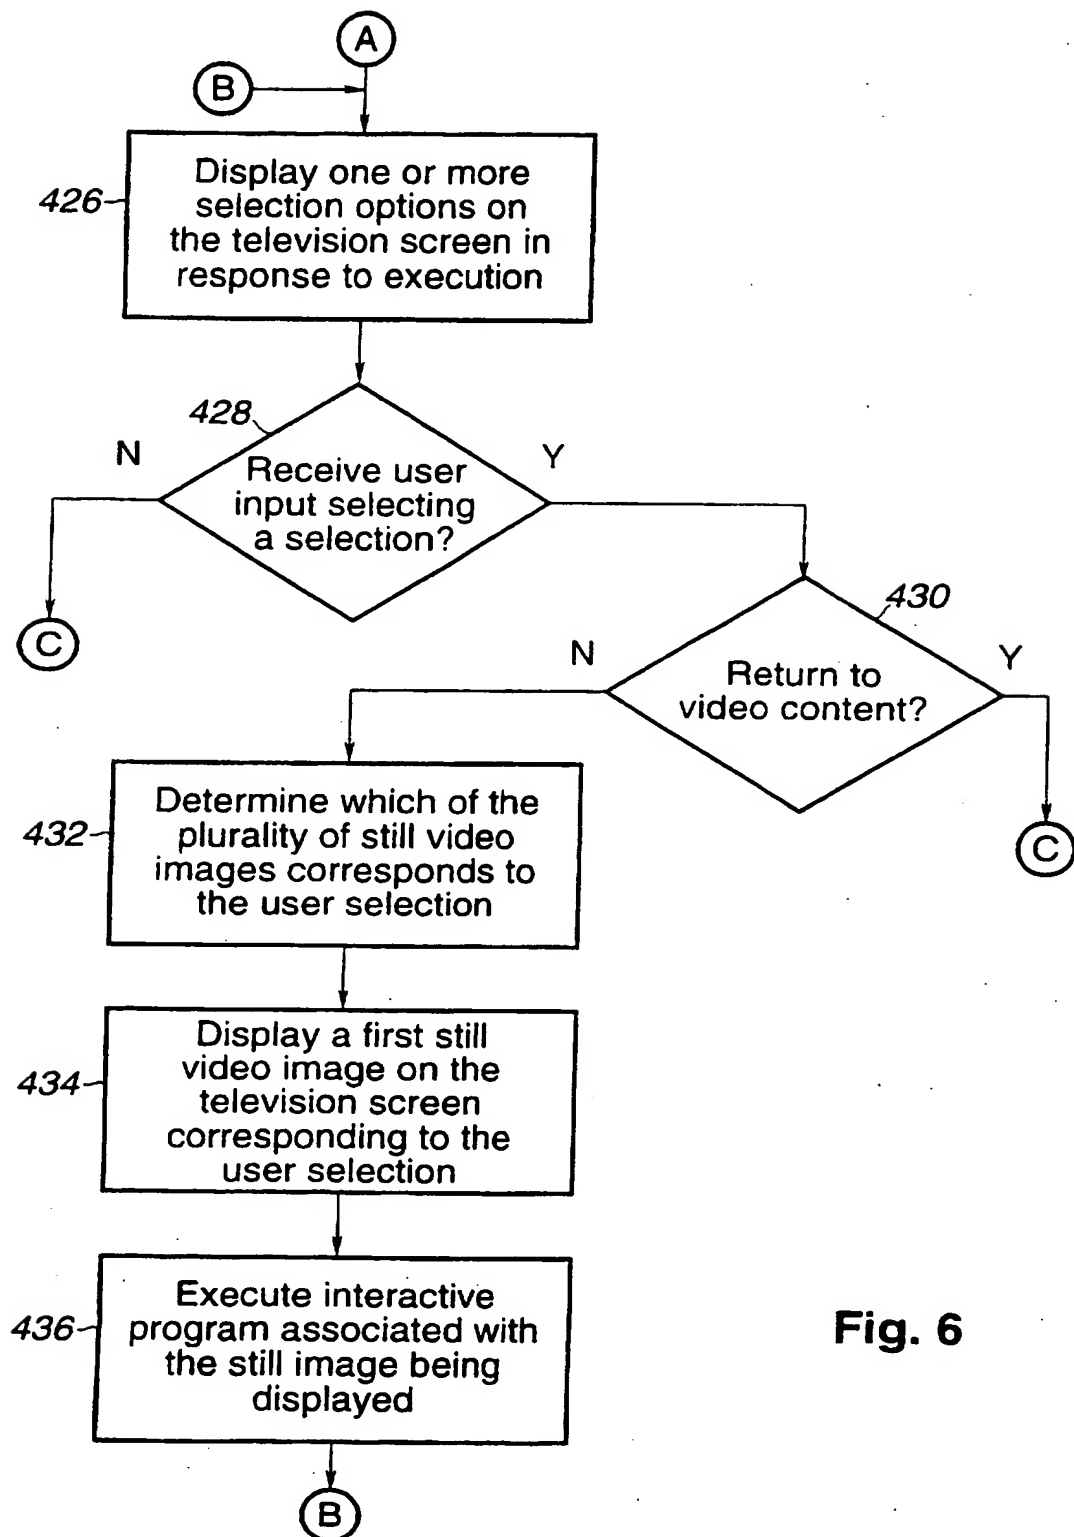 A
B
426
Display one or more
selection options on
the television screen in
response to execution
428
N
Y
Receive user
input selecting
a selection?
C
430
N
Y
Return to
video content?
C
432
Determine which of the
plurality of still video
images corresponds to
the user selection
434
Display a first still
video image on the
television screen
corresponding to the
user selection
436
Execute interactive
program associated with
the still image being
displayed
B
Fig. 6